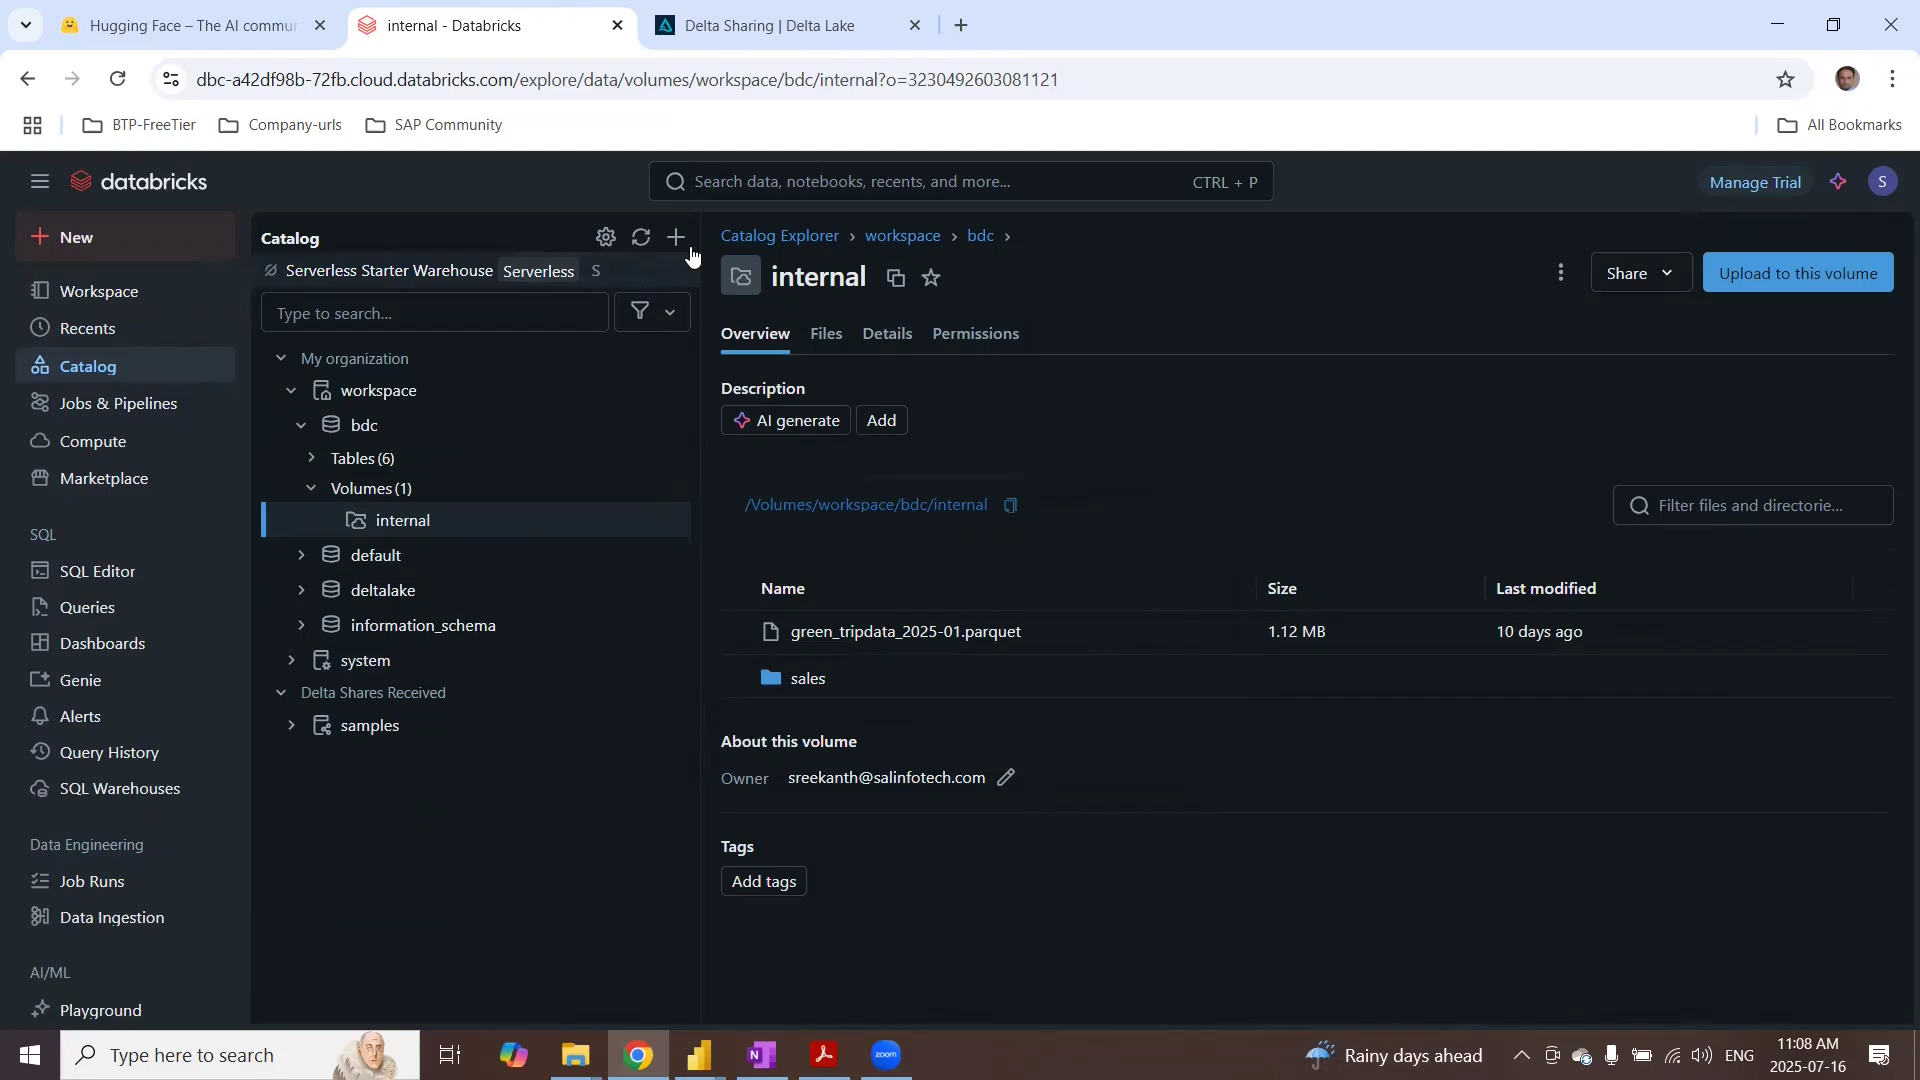 Hugging Face – The AI commun
internal - Databricks
Delta Sharing | Delta Lake
dbc-a42df98b-72fb.cloud.databricks.com/explore/data/volumes/workspace/bdc/internal?o=3230492603081121
BTP-FreeTier
Company-urls
SAP Community
All Bookmarks
databricks
Search data, notebooks, recents, and more...
CTRL + P
Manage Trial
S
New
Workspace
Recents
Catalog
Jobs & Pipelines
Compute
Marketplace
SQL
SQL Editor
Queries
Dashboards
Genie
Alerts
Query History
SQL Warehouses
Data Engineering
Job Runs
Data Ingestion
AI/ML
Playground
Catalog
Serverless Starter Warehouse Serverless S
Type to search...
My organization
workspace
bdc
Tables (6)
Volumes (1)
internal
default
deltalake
information_schema
system
Delta Shares Received
samples
Catalog Explorer › workspace › bdc ›
internal
Share
Upload to this volume
Overview Files Details Permissions
Description
AI generate Add
/Volumes/workspace/bdc/internal
Filter files and directorie...
Name Size Last modified
green_tripdata_2025-01.parquet 1.12 MB 10 days ago
sales
About this volume
Owner sreekanth@salinfotech.com
Tags
Add tags
Type here to search
zoom
Rainy days ahead
ENG
11:08 AM
2025-07-16